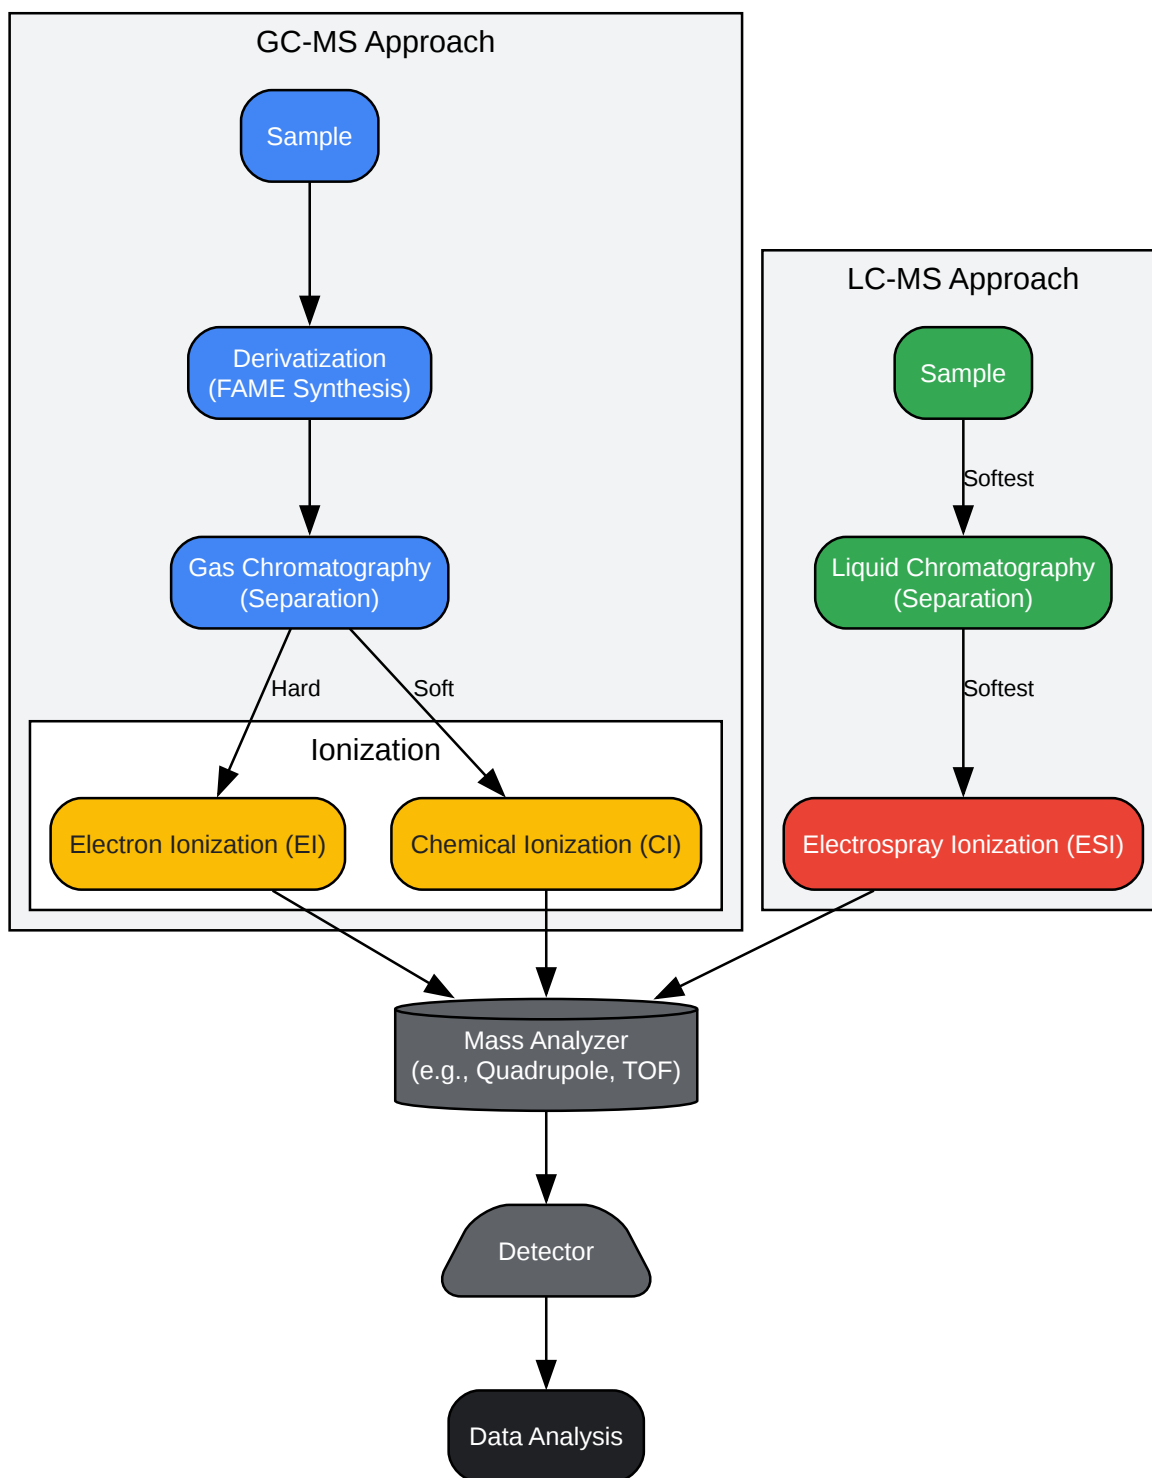 GC-MS Approach
Sample
Derivatization
(FAME Synthesis)
Gas Chromatography
(Separation)
Hard
Soft
Ionization
Electron Ionization (EI)
Chemical Ionization (CI)
LC-MS Approach
Sample
Softest
Liquid Chromatography
(Separation)
Softest
Electrospray Ionization (ESI)
Mass Analyzer
(e.g., Quadrupole, TOF)
Detector
Data Analysis